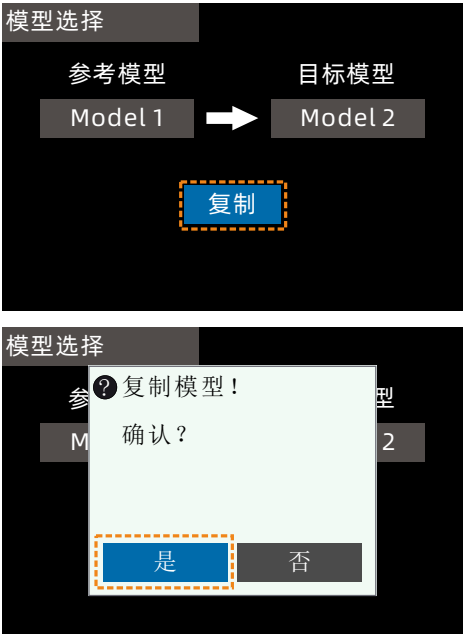 模型选择
参考模型 目标模型
Model 1 Model 2
复制
模型选择
参 型
?复制模型!
M 2
确认?
是 否